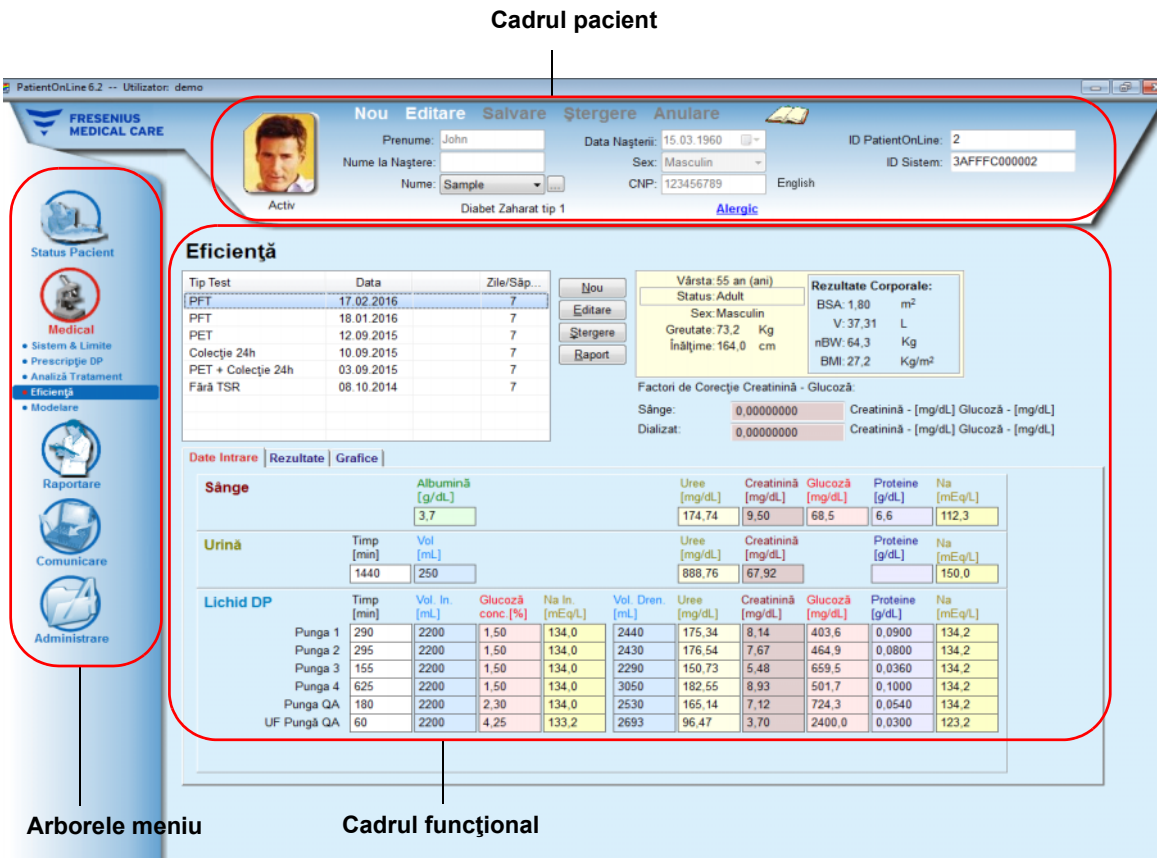 Cadrul pacient
PatientOnLine 6.2 -- Utilizator: demo
FRESENIUS
MEDICAL CARE
Nou Editare Salvare Ştergere Anulare
Prenume: John Data Naşterii: 15.03.1960 ID PatientOnLine: 2
Nume la Naştere: Sex: Masculin ID Sistem: 3AFFFC000002
Nume: Sample ... CNP: 123456789 English
Activ Diabet Zaharat tip 1 Alergic
Status Pacient
Medical
Sistem & Limite
Prescripţie DP
Analiză Tratament
Eficienţă
Modelare
Raportare
Comunicare
Administrare
Eficienţă
Tip Test Data Zile/Săp...
PFT 17.02.2016 7
PFT 18.01.2016 7
PET 12.09.2015 7
Colecţie 24h 10.09.2015 7
PET + Colecţie 24h 03.09.2015 7
Fără TSR 08.10.2014 7
Nou
Editare
Ştergere
Raport
Vârsta: 55 an (ani)
Status: Adult
Sex: Masculin
Greutate: 73,2 Kg
Înălţime: 164,0 cm
Rezultate Corporale:
BSA: 1,80 m²
V: 37,31 L
nBW: 64,3 Kg
BMI: 27,2 Kg/m²
Factori de Corecţie Creatinină - Glucoză:
Sânge: 0,00000000 Creatinină - [mg/dL] Glucoză - [mg/dL]
Dializat: 0,00000000 Creatinină - [mg/dL] Glucoză - [mg/dL]
Date Intrare Rezultate Grafice
Sânge Albumină Uree Creatinină Glucoză Proteine Na
[g/dL] [mg/dL] [mg/dL] [mg/dL] [g/dL] [mEq/L]
3,7 174,74 9,50 68,5 6,6 112,3
Urină Timp Vol Uree Creatinină Proteine Na
[min] [mL] [mg/dL] [mg/dL] [g/dL] [mEq/L]
1440 250 888,76 67,92 150,0
Lichid DP Timp Vol. In. Glucoză Na In. Vol. Dren. Uree Creatinină Glucoză Proteine Na
[min] [mL] conc.[%] [mEq/L] [mL] [mg/dL] [mg/dL] [mg/dL] [g/dL] [mEq/L]
Punga 1 290 2200 1,50 134,0 2440 175,34 8,14 403,6 0,0900 134,2
Punga 2 295 2200 1,50 134,0 2430 176,54 7,67 464,9 0,0800 134,2
Punga 3 155 2200 1,50 134,0 2290 150,73 5,48 659,5 0,0360 134,2
Punga 4 625 2200 1,50 134,0 3050 182,55 8,93 501,7 0,1000 134,2
Punga QA 180 2200 2,30 134,0 2530 165,14 7,12 724,3 0,0540 134,2
UF Pungă QA 60 2200 4,25 133,2 2693 96,47 3,70 2400,0 0,0300 123,2
Arborele meniu
Cadrul funcţional